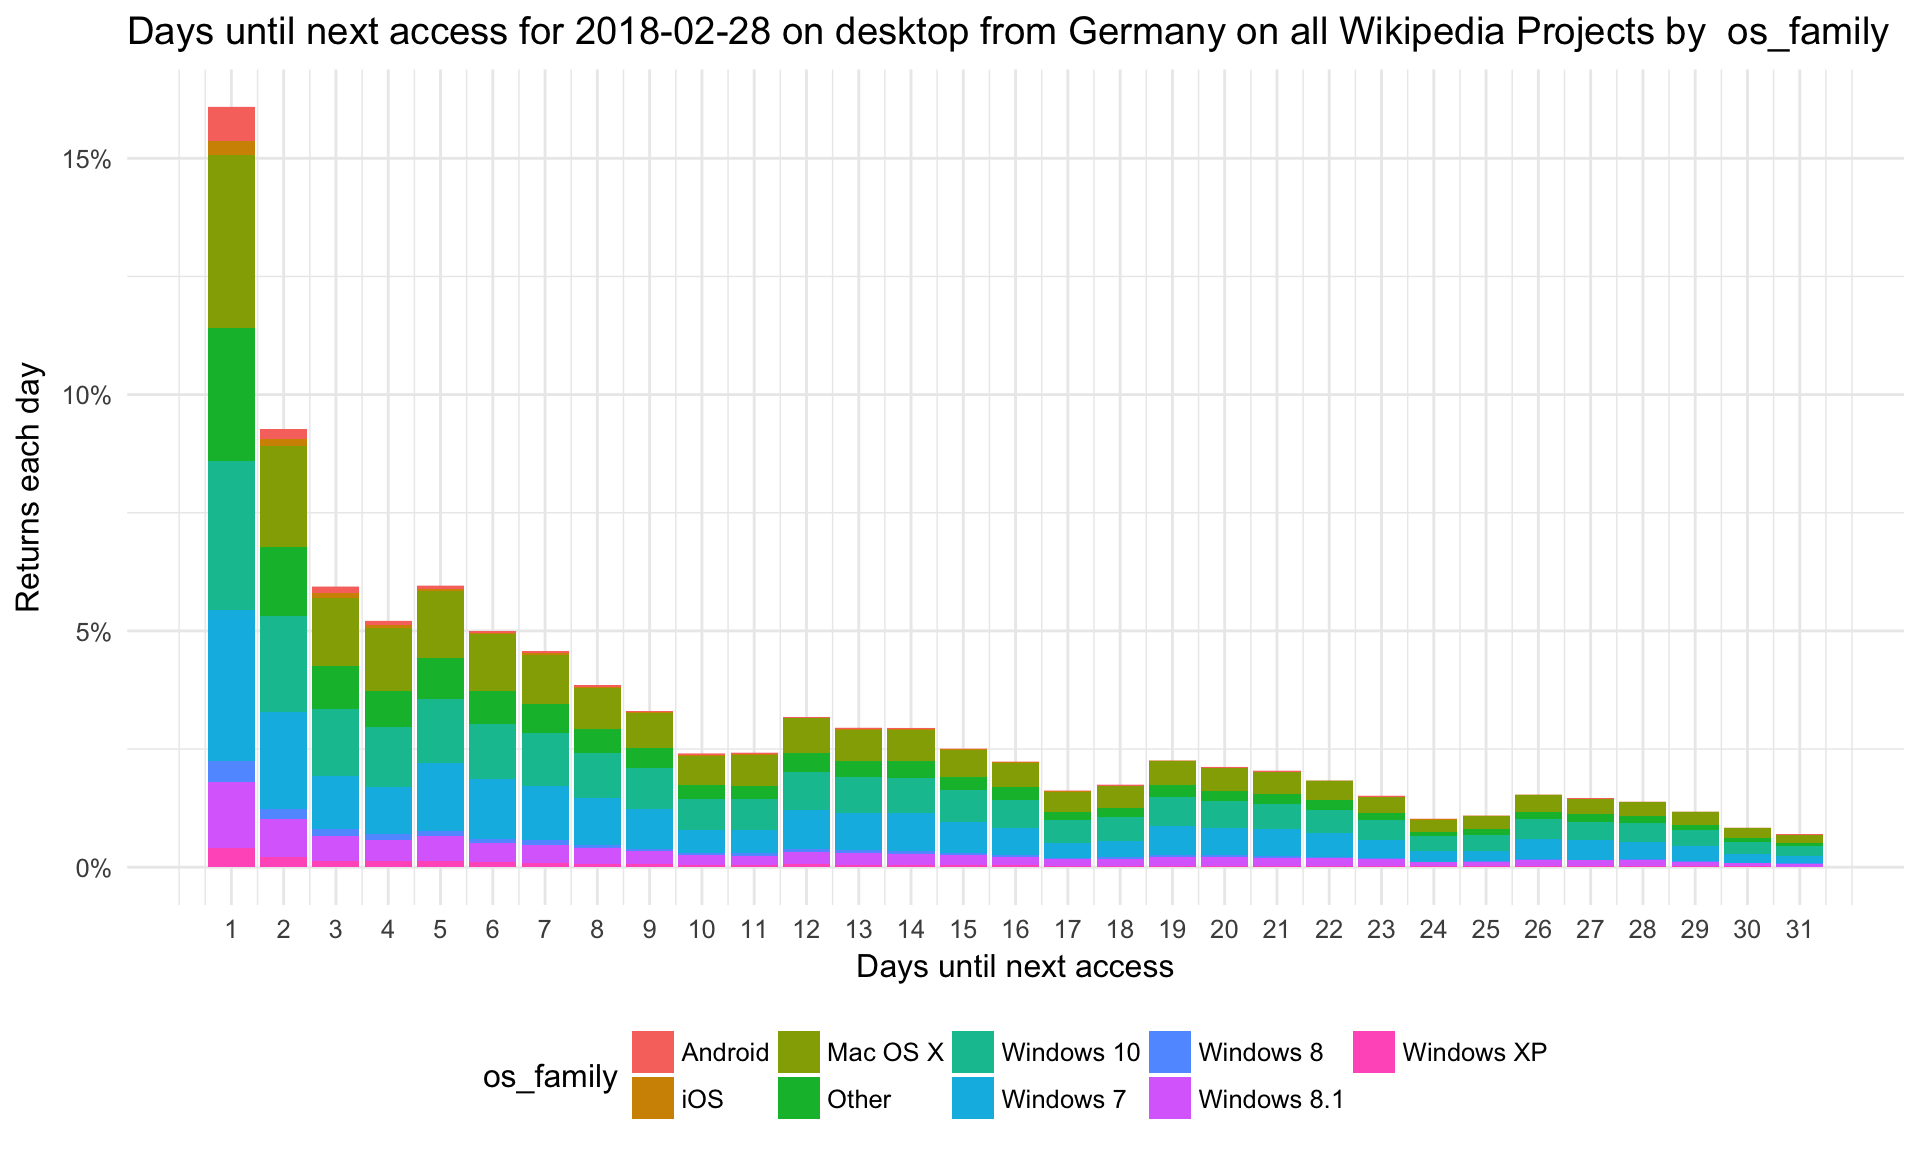 Days until next access for 2018-02-28 on desktop from Germany on all Wikipedia Projects by  os_family
Returns each day
15%
10%
5%
0%
1 2 3 4 5 6 7 8 9 10 11 12 13 14 15 16 17 18 19 20 21 22 23 24 25 26 27 28 29 30 31
Days until next access
os_family
Android Mac OS X Windows 10 Windows 8 Windows XP
iOS Other Windows 7 Windows 8.1